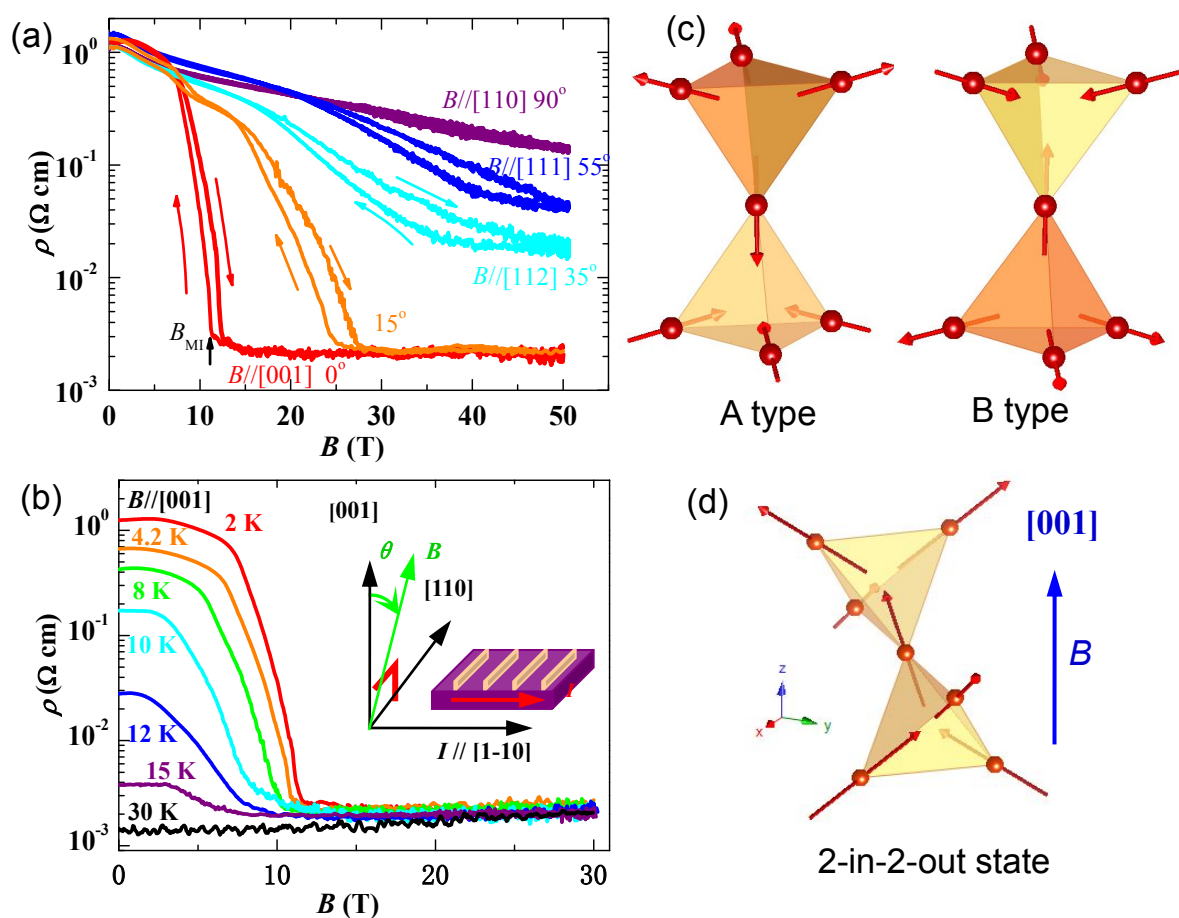 (a)
10⁰
10⁻¹
10⁻²
10⁻³
ρ (Ω cm)
B//[110] 90°
B//[111] 55°
B//[112] 35°
15°
B_MI
B//[001] 0°
0 10 20 30 40 50
B (T)
(b)
B//[001]
10⁰
10⁻¹
10⁻²
10⁻³
ρ (Ω cm)
2 K
4.2 K
8 K
10 K
12 K
15 K
30 K
[001]
θ B
[110]
I
I // [1-10]
0 10 20 30
B (T)
(c)
A type B type
(d)
[001]
B
z
x y
2-in-2-out state